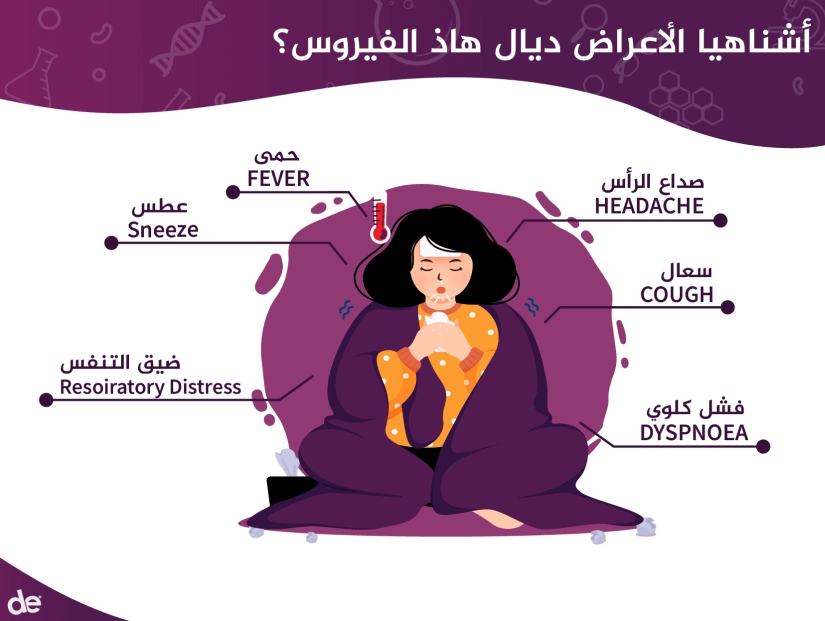 أشناهيا الأعراض ديال هاذ الفيروس؟
حمى
FEVER
صداع الرأس
HEADACHE
عطس
Sneeze
سعال
COUGH
ضيق التنفس
Resoiratory Distress
فشل كلوي
DYSPNOEA
de